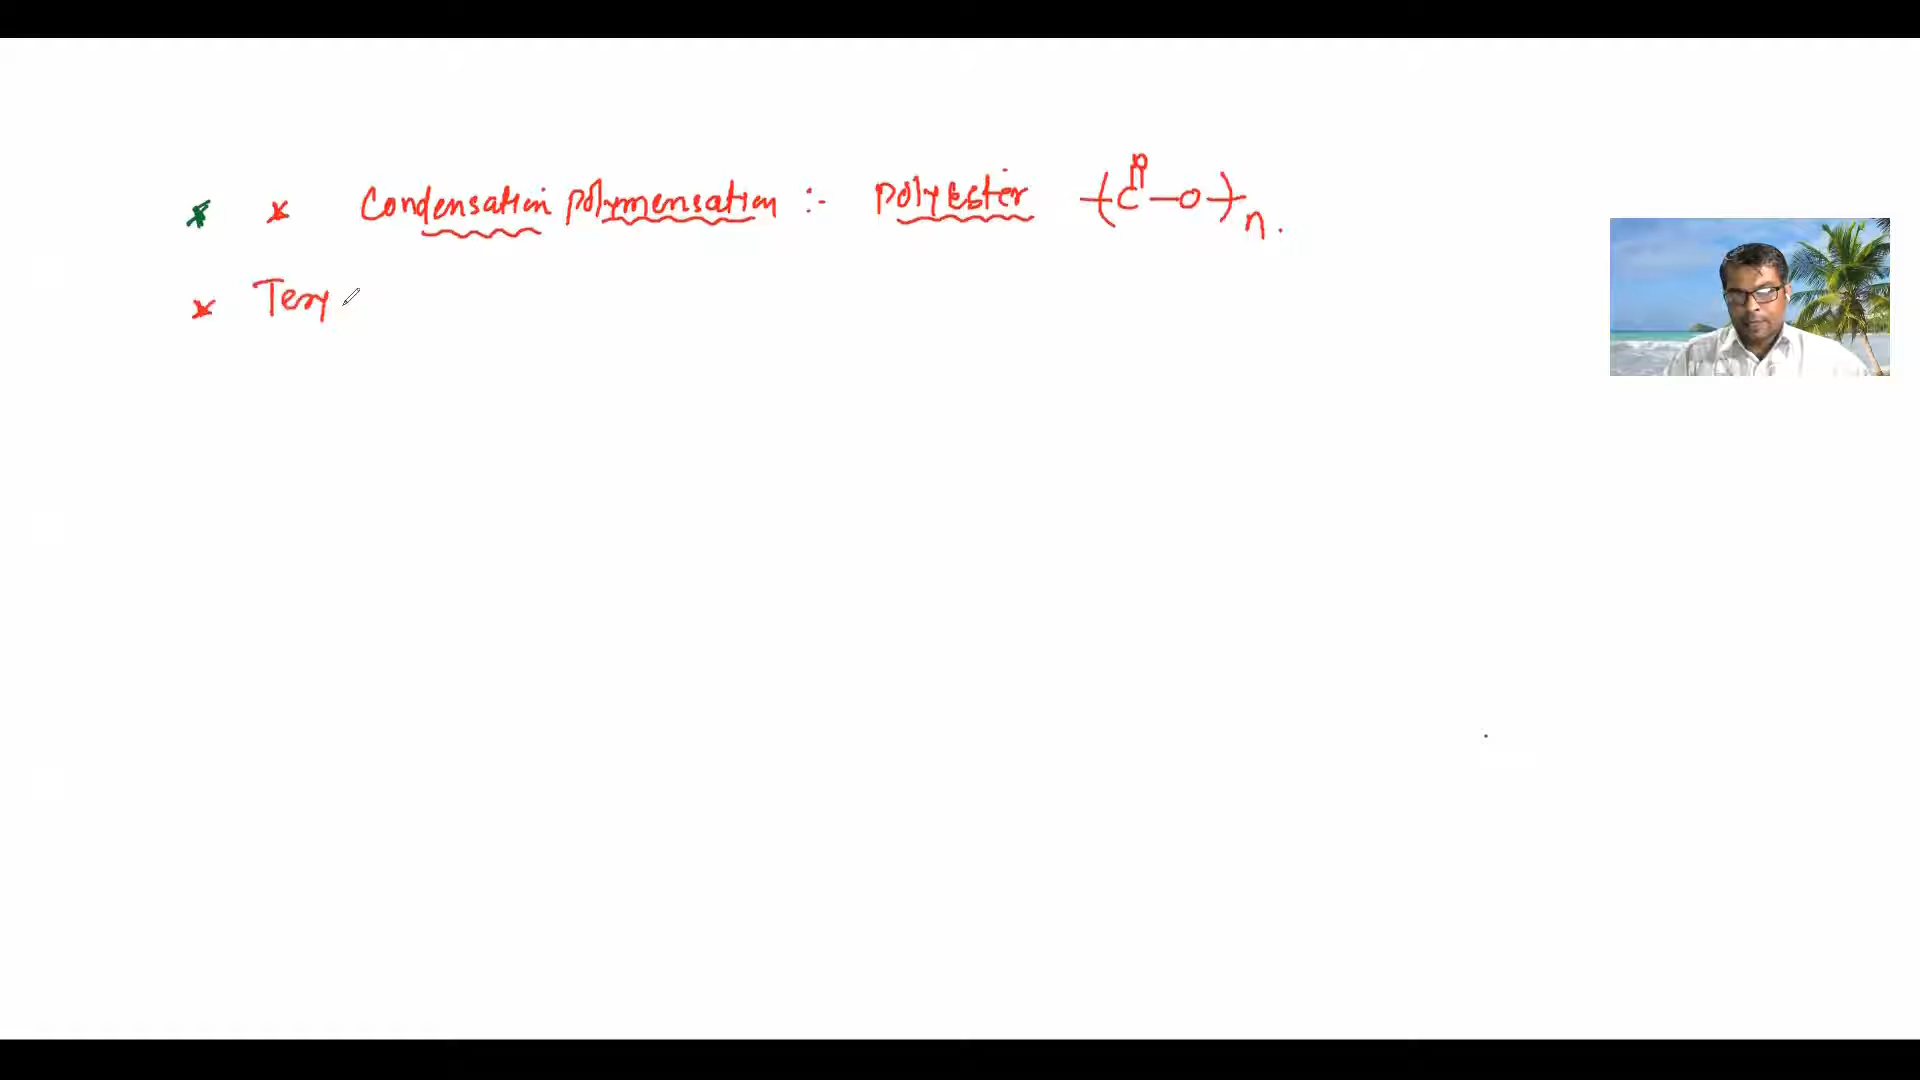 * * Condensation polymerisation :- polyester -(C=O-O)-n.
* Tery